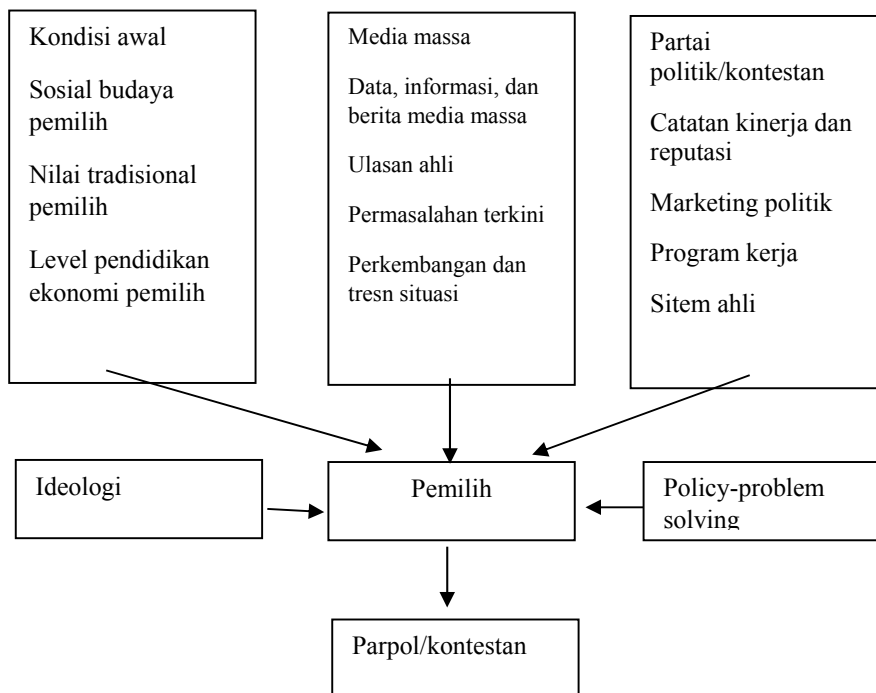 Kondisi awal
Sosial budaya
pemilih
Nilai tradisional
pemilih
Level pendidikan
ekonomi pemilih
Media massa
Data, informasi, dan
berita media massa
Ulasan ahli
Permasalahan terkini
Perkembangan dan
tresn situasi
Partai
politik/kontestan
Catatan kinerja dan
reputasi
Marketing politik
Program kerja
Sitem ahli
Ideologi
Pemilih
Policy-problem
solving
Parpol/kontestan